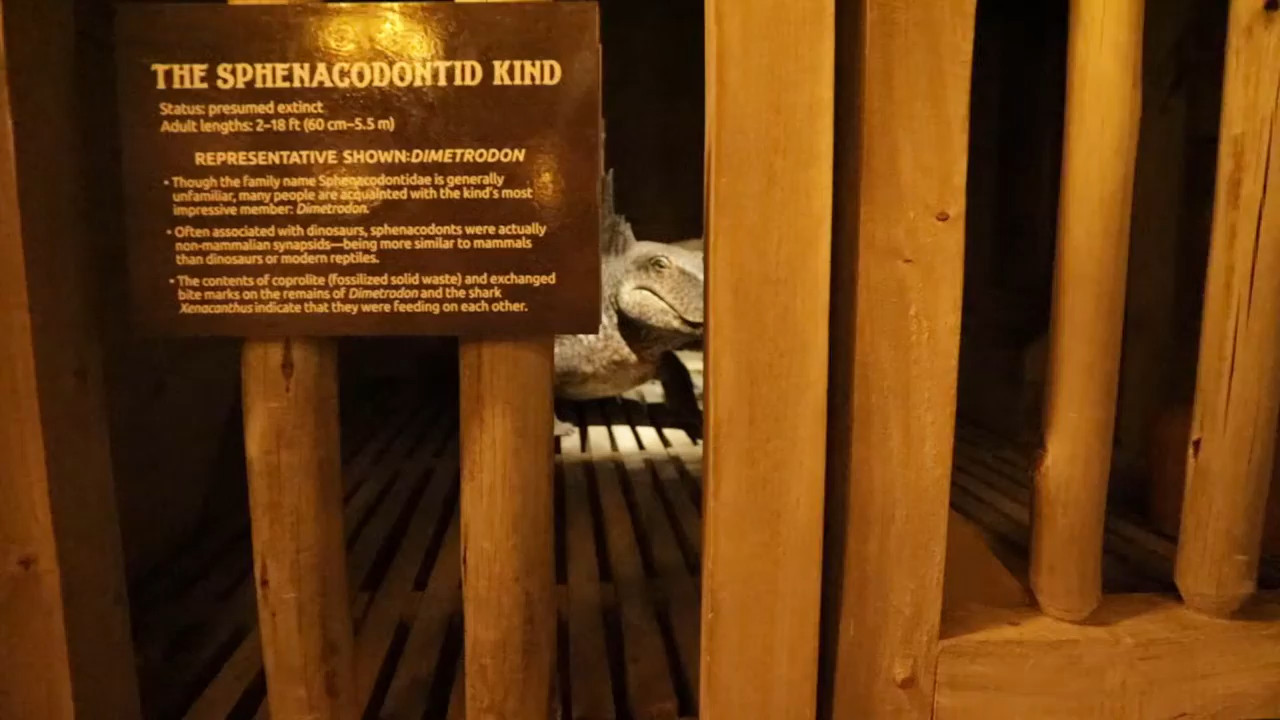 THE SPHENACODONTID KIND
Status: presumed extinct
Adult lengths: 2–18 ft (60 cm–5.5 m)
REPRESENTATIVE SHOWN: DIMETRODON
• Though the family name Sphenacodontidae is generally
unfamiliar, many people are acquainted with the kind's most
impressive member: Dimetrodon.
• Often associated with dinosaurs, sphenacodonts were actually
non-mammalian synapsids—being more similar to mammals
than dinosaurs or modern reptiles.
• The contents of coprolite (fossilized solid waste) and exchanged
bite marks on the remains of Dimetrodon and the shark
Xenacanthus indicate that they were feeding on each other.